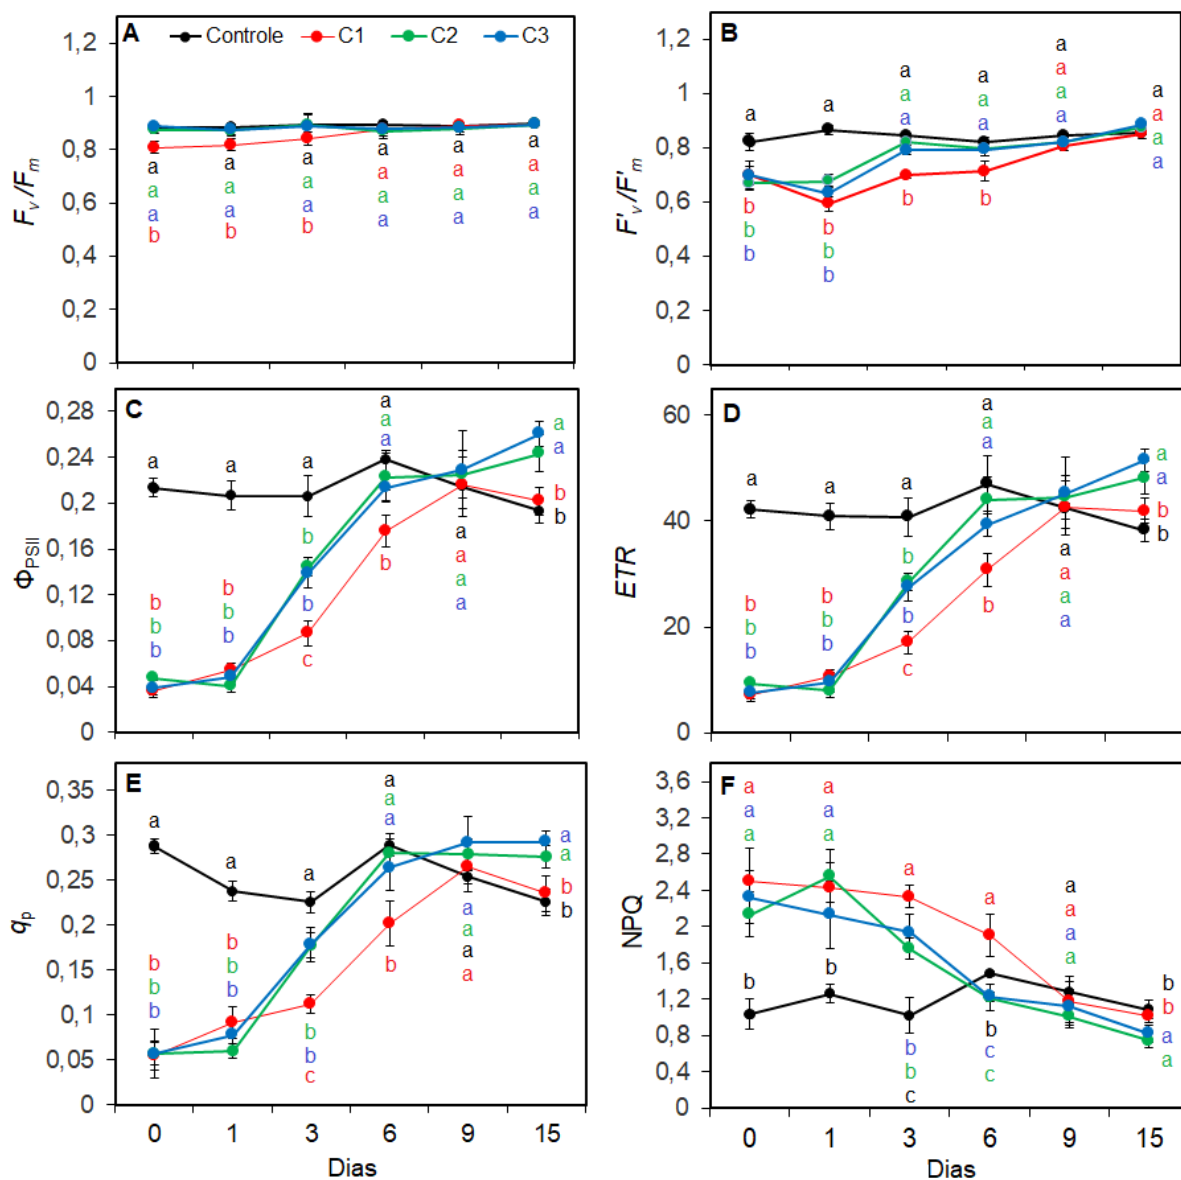 A
Controle C1 C2 C3
1,2
1
0,8
0,6
0,4
0,2
0
Fv/Fm
a a a a a a
a a a a a a
a a a a a a
b b b a a a
B
1,2
1
0,8
0,6
0,4
0,2
0
F'v/F'm
a a a a a a
b b a a a a
b b a a a a
b b b b a a
C
0,28
0,24
0,2
0,16
0,12
0,08
0,04
0
ΦPSII
a a a a a a
b b b a a a
b b b a a b
b b c b a b
D
60
40
20
0
ETR
a a a a a a
b b b a a a
b b b a a b
b b c b a b
E
0,35
0,3
0,25
0,2
0,15
0,1
0,05
0
qp
a a a a a a
b b b a a a
b b b a a b
b b c b a b
0 1 3 6 9 15
Dias
F
3,6
3,2
2,8
2,4
2
1,6
1,2
0,8
0,4
0
NPQ
a a a a a b
a a b b a b
a a b c a a
b b c c a a
0 1 3 6 9 15
Dias